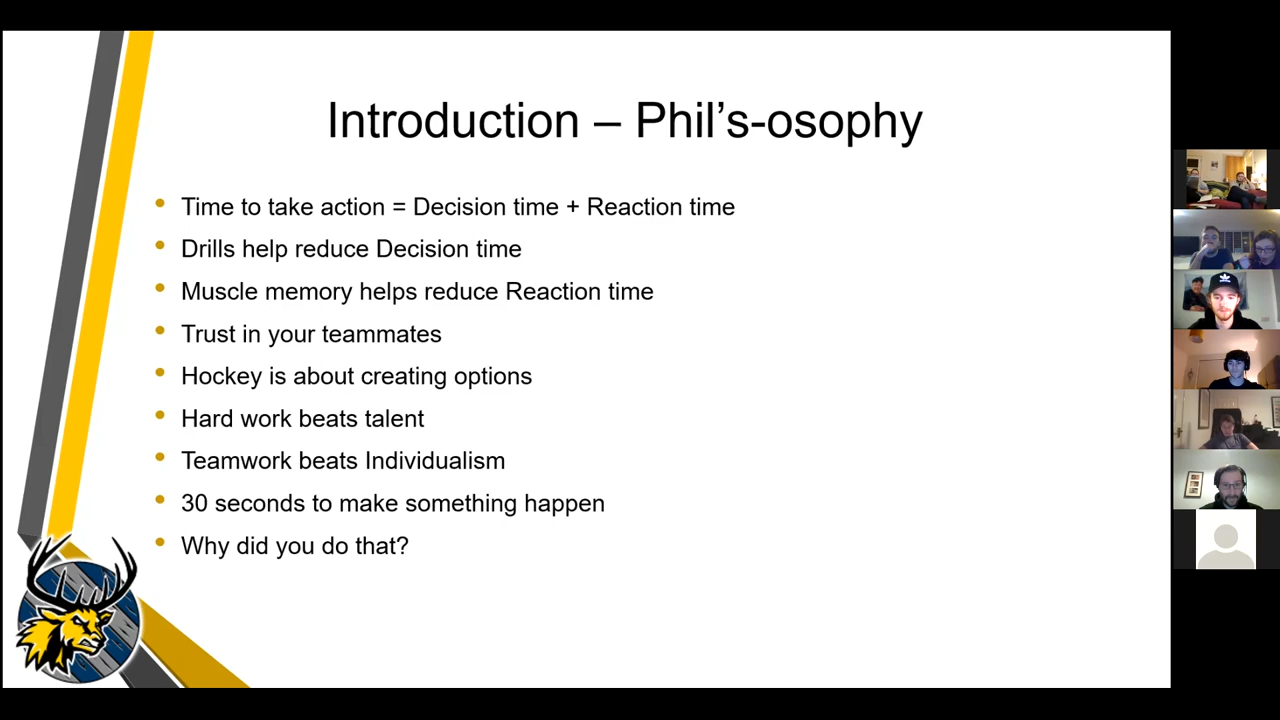 Introduction – Phil’s-osophy
Time to take action = Decision time + Reaction time
Drills help reduce Decision time
Muscle memory helps reduce Reaction time
Trust in your teammates
Hockey is about creating options
Hard work beats talent
Teamwork beats Individualism
30 seconds to make something happen
Why did you do that?